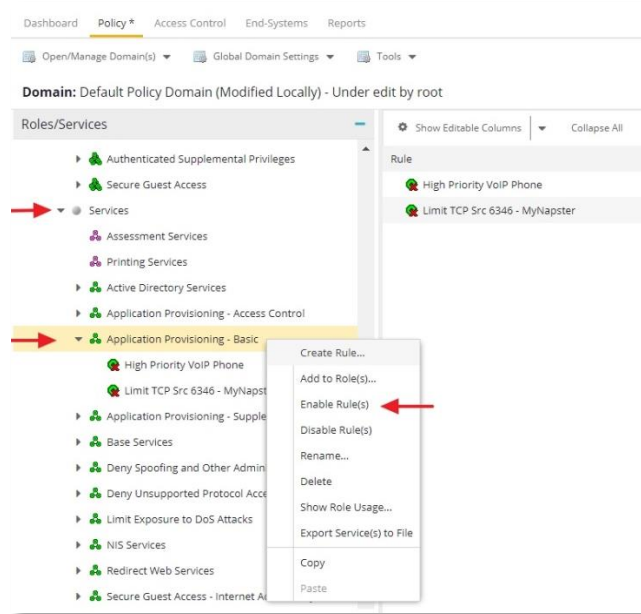 Dashboard Policy * Access Control End-Systems Reports
Open/Manage Domain(s) Global Domain Settings Tools
Domain: Default Policy Domain (Modified Locally) - Under edit by root
Roles/Services
Show Editable Columns Collapse All
Authenticated Supplemental Privileges
Secure Guest Access
Services
Assessment Services
Printing Services
Active Directory Services
Application Provisioning - Access Control
Application Provisioning - Basic
High Priority VoIP Phone
Limit TCP Src 6346 - MyNapst
Application Provisioning - Supple
Base Services
Deny Spoofing and Other Admin
Deny Unsupported Protocol Acce
Limit Exposure to DoS Attacks
NIS Services
Redirect Web Services
Secure Guest Access - Internet A
Create Rule...
Add to Role(s)...
Enable Rule(s)
Disable Rule(s)
Rename...
Delete
Show Role Usage...
Export Service(s) to File
Copy
Paste
Rule
High Priority VoIP Phone
Limit TCP Src 6346 - MyNapster